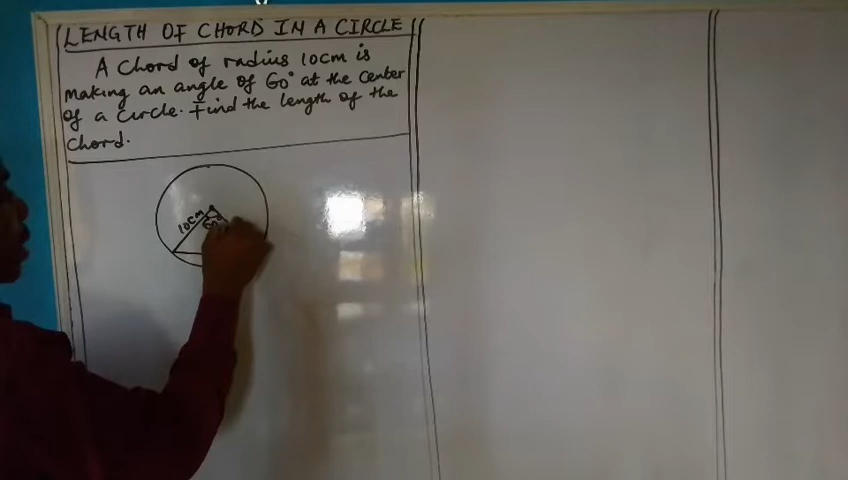 LENGTH OF CHORD IN A CIRCLE
A Chord of radius 10cm is
making an angle of 60° at the center
of a circle. Find the length of the
chord.
10cm
60°